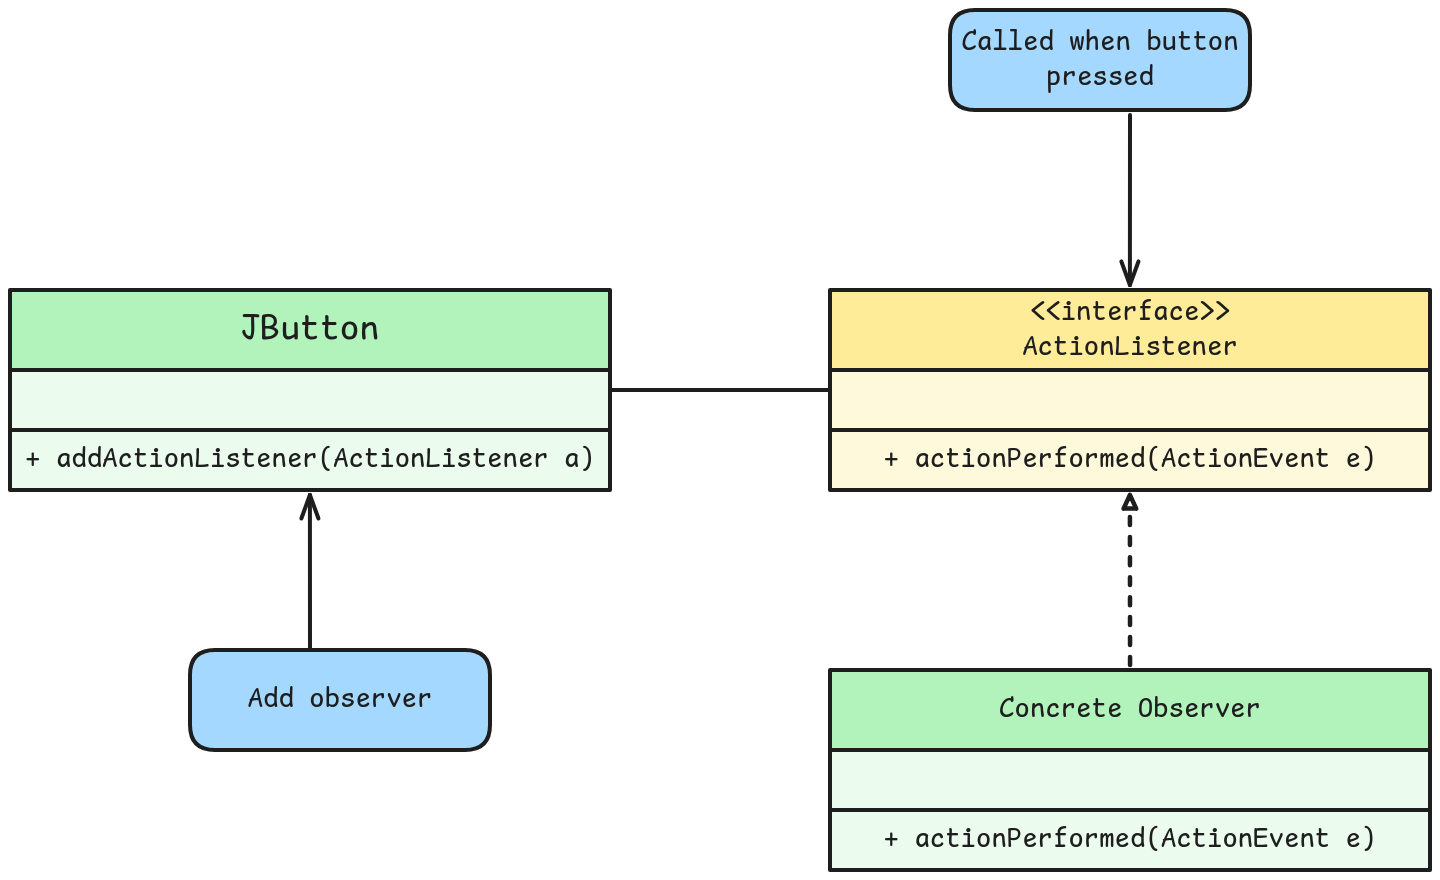 Called when button
pressed
JButton
<<interface>>
ActionListener
+ addActionListener(ActionListener a)
+ actionPerformed(ActionEvent e)
Add observer
Concrete Observer
+ actionPerformed(ActionEvent e)